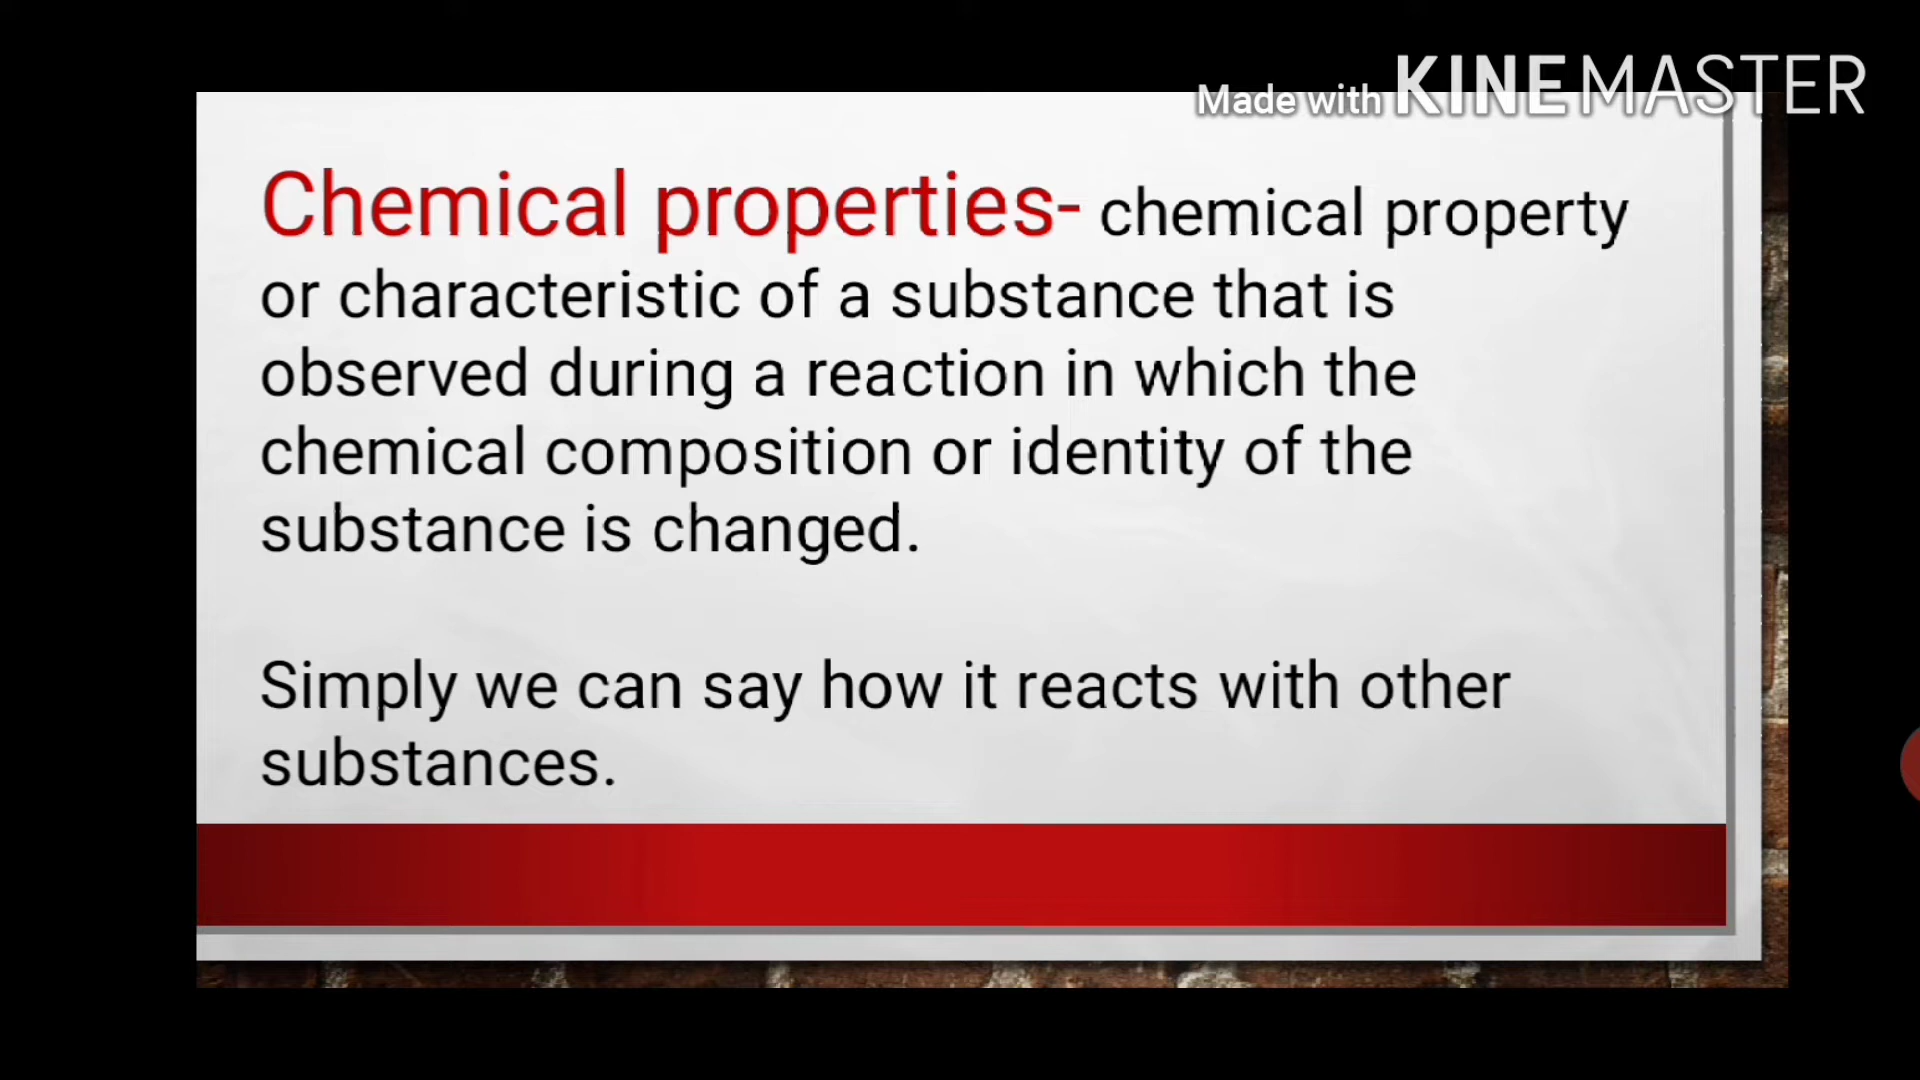 Made with KINEMASTER
Chemical properties- chemical property
or characteristic of a substance that is
observed during a reaction in which the
chemical composition or identity of the
substance is changed.
Simply we can say how it reacts with other
substances.